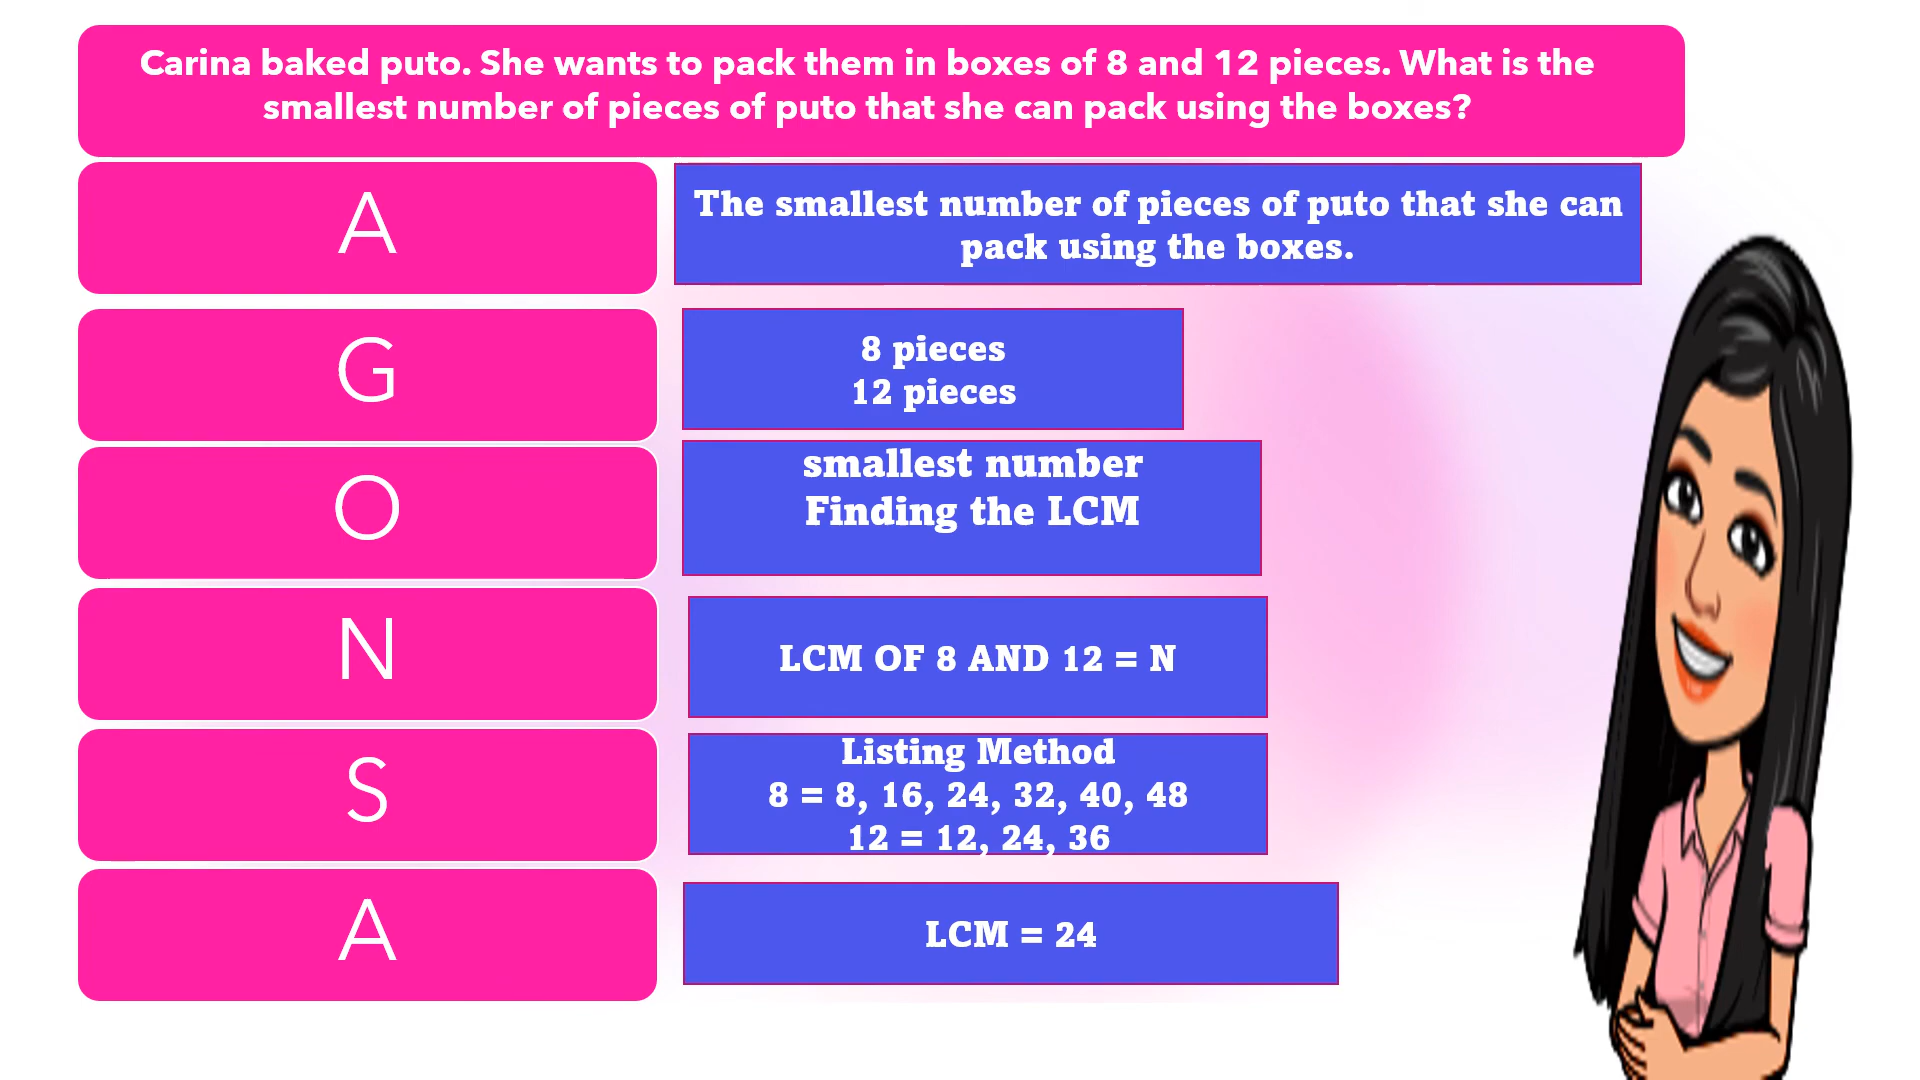 Carina baked puto. She wants to pack them in boxes of 8 and 12 pieces. What is the
smallest number of pieces of puto that she can pack using the boxes?
A
The smallest number of pieces of puto that she can
pack using the boxes.
G
8 pieces
12 pieces
O
smallest number
Finding the LCM
N
LCM OF 8 AND 12 = N
S
Listing Method
8 = 8, 16, 24, 32, 40, 48
12 = 12, 24, 36
A
LCM = 24